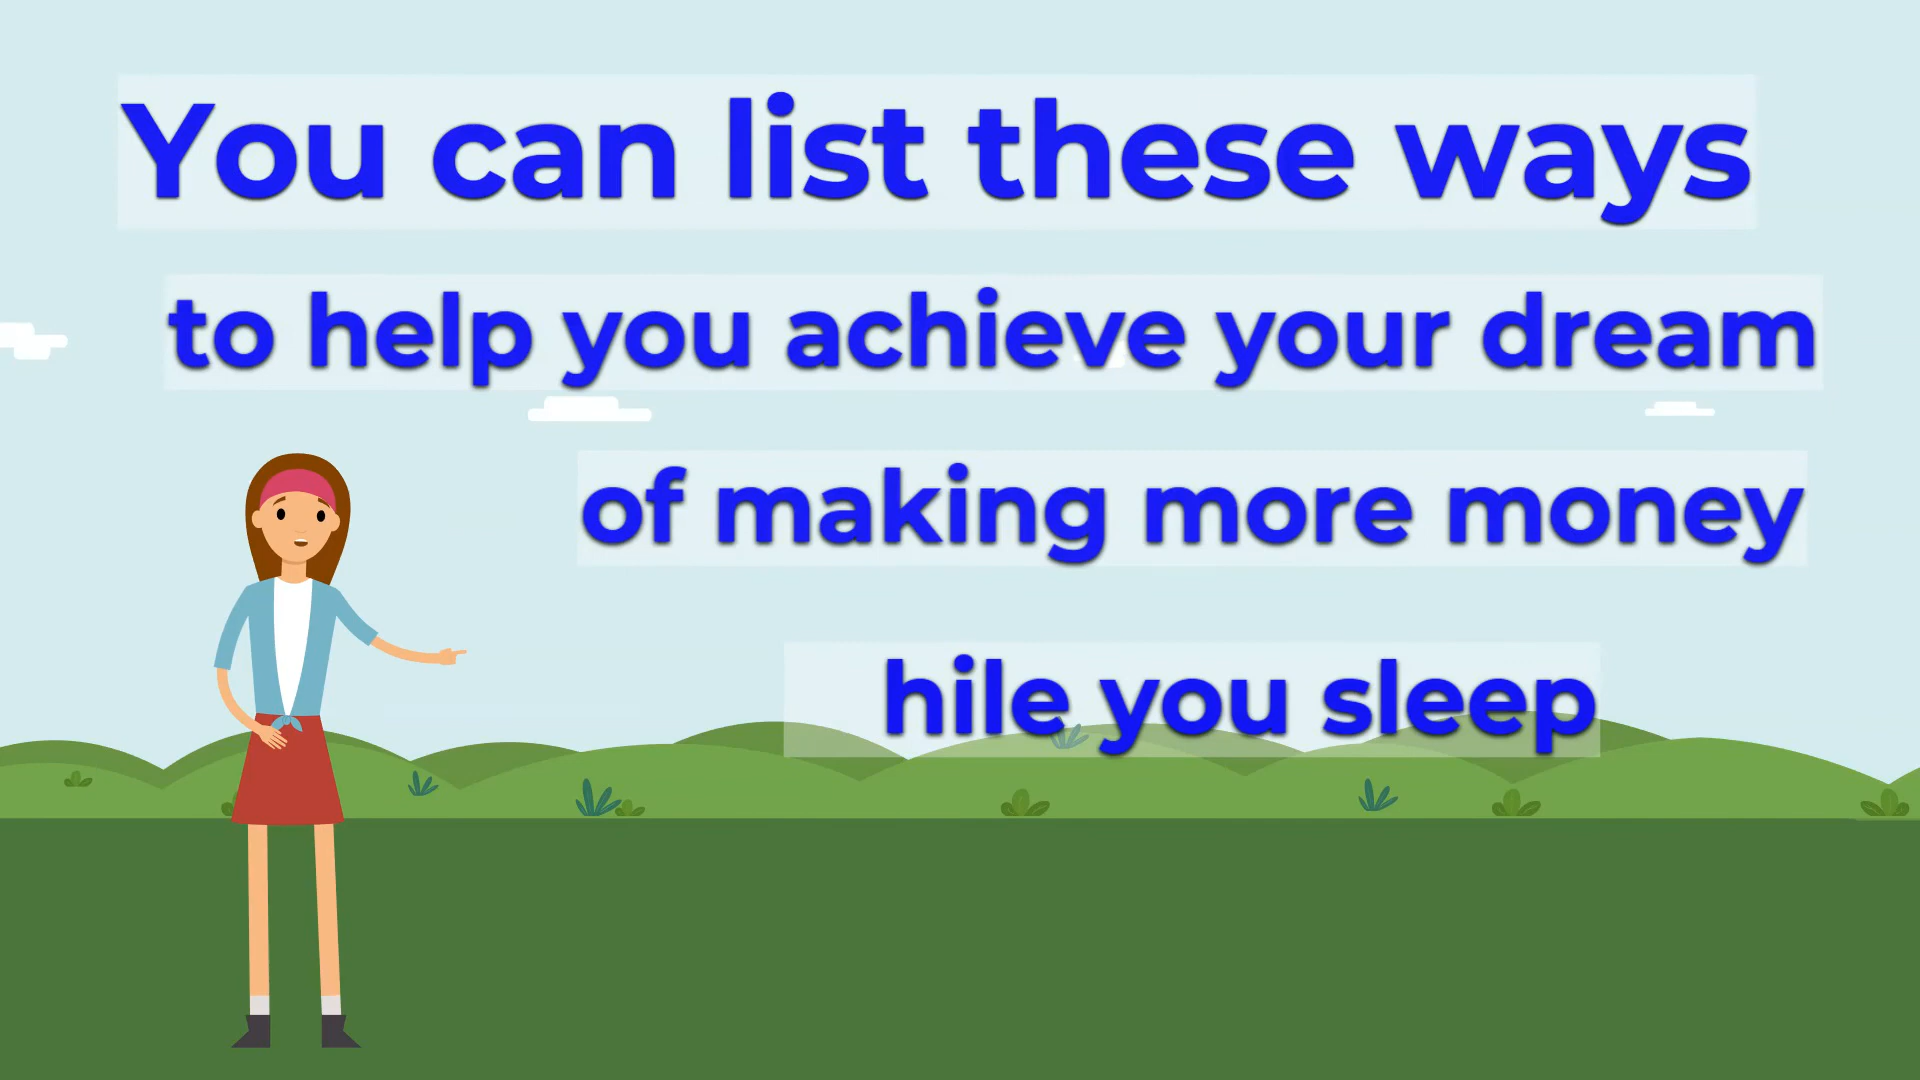 You can list these ways
to help you achieve your dream
of making more money
hile you sleep